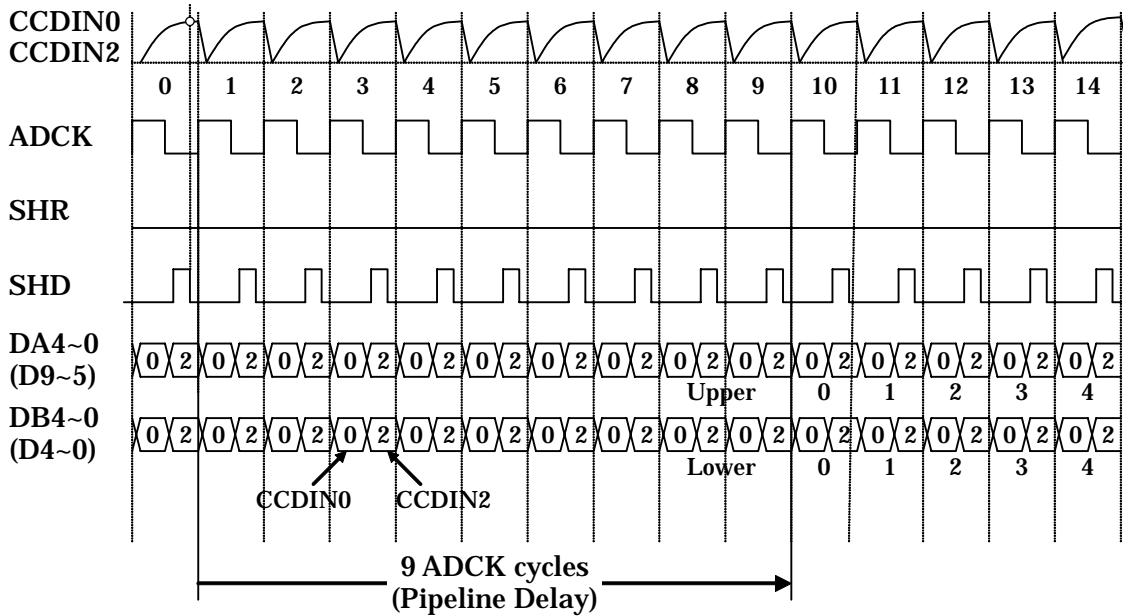 CCDIN0
CCDIN2
0 1 2 3 4 5 6 7 8 9 10 11 12 13 14
ADCK
SHR
SHD
DA4~0
(D9~5)
0 2 0 2 0 2 0 2 0 2 0 2 0 2 0 2 0 2 0 2 0 2 0 2 0 2 0 2 0 2
Upper 0 1 2 3 4
DB4~0
(D4~0)
0 2 0 2 0 2 0 2 0 2 0 2 0 2 0 2 0 2 0 2 0 2 0 2 0 2 0 2 0 2
Lower 0 1 2 3 4
CCDIN0 CCDIN2
9 ADCK cycles
(Pipeline Delay)